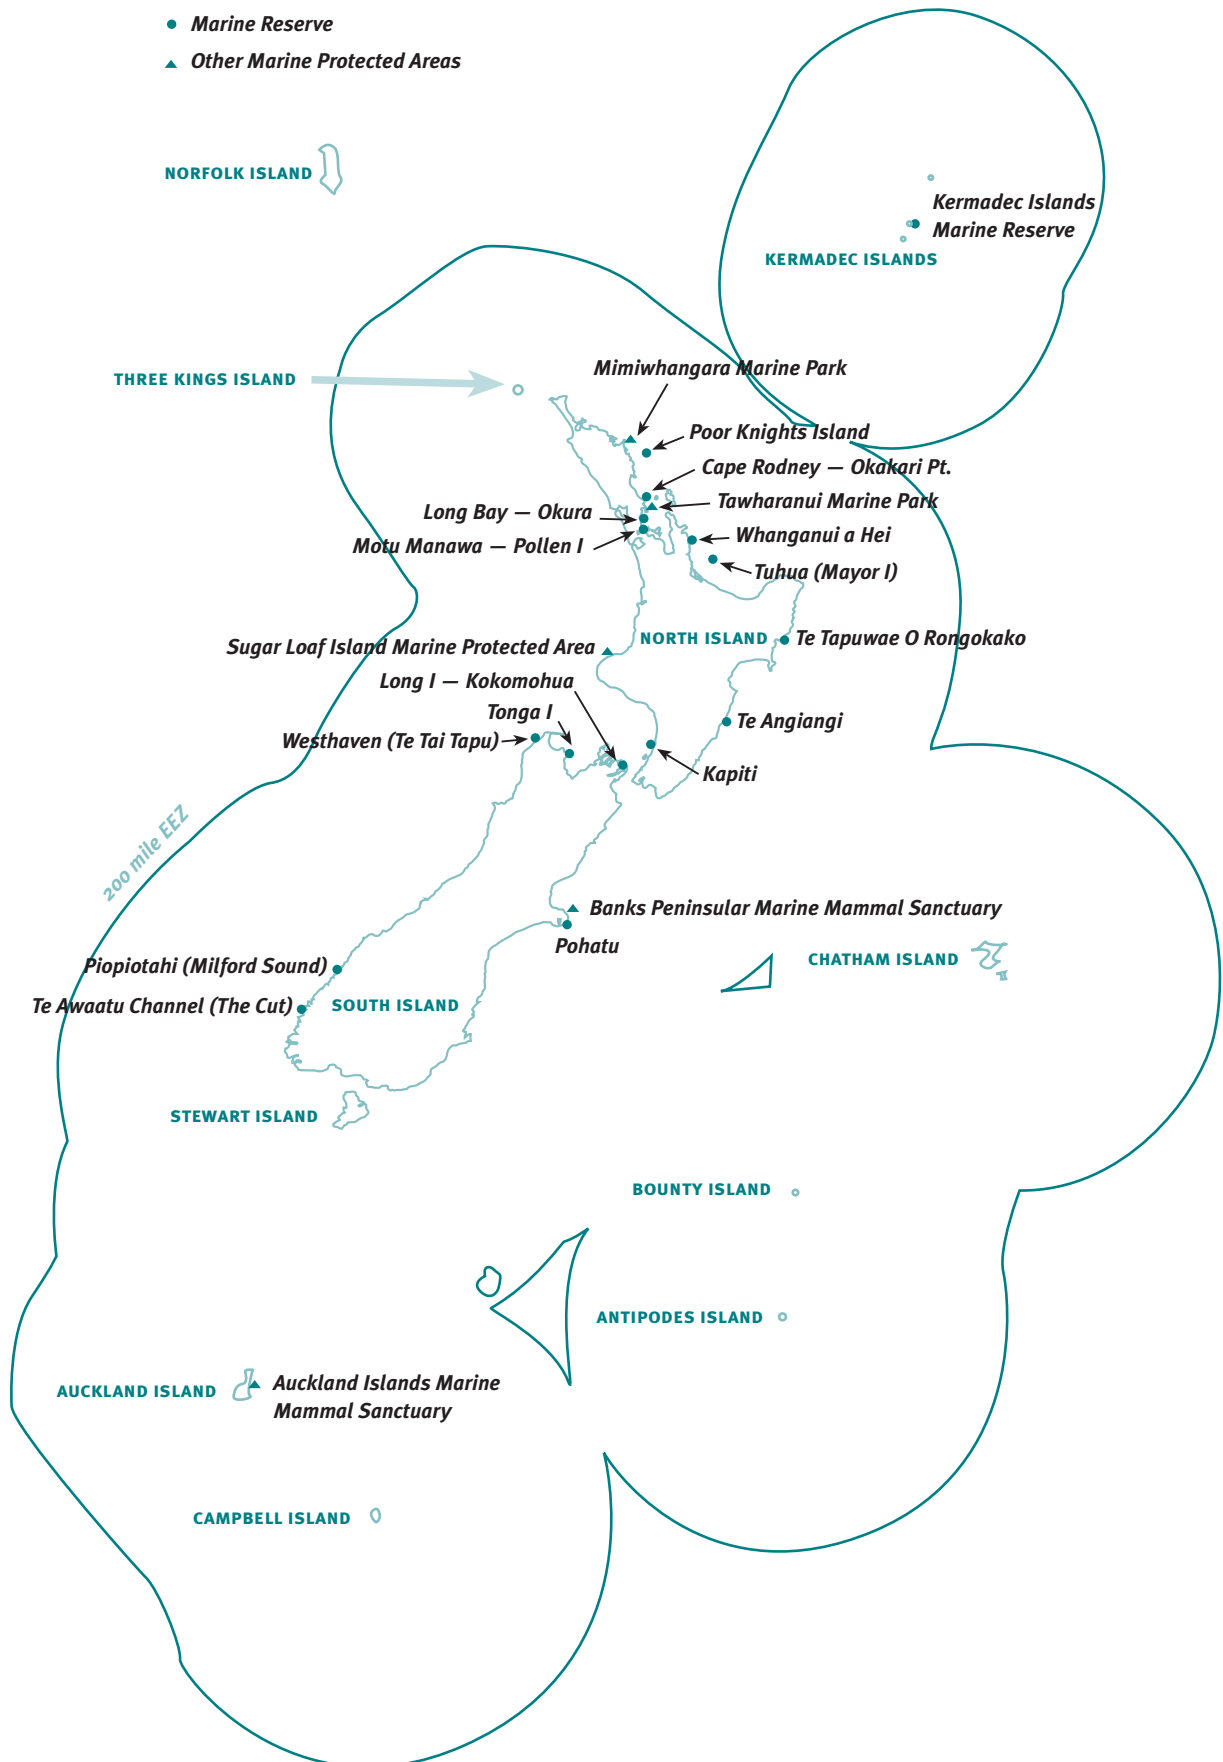 Marine Reserve
Other Marine Protected Areas
NORFOLK ISLAND
Kermadec Islands
Marine Reserve
KERMADEC ISLANDS
THREE KINGS ISLAND
Mimiwhangara Marine Park
Poor Knights Island
Cape Rodney — Okakari Pt.
Tawharanui Marine Park
Long Bay — Okura
Whanganui a Hei
Motu Manawa — Pollen I
Tuhua (Mayor I)
NORTH ISLAND
Te Tapuwae O Rongokako
Sugar Loaf Island Marine Protected Area
Long I — Kokomohua
Tonga I
Te Angiangi
Westhaven (Te Tai Tapu)
Kapiti
200 mile EEZ
Banks Peninsular Marine Mammal Sanctuary
Pohatu
CHATHAM ISLAND
Piopiotahi (Milford Sound)
Te Awaatu Channel (The Cut)
SOUTH ISLAND
STEWART ISLAND
BOUNTY ISLAND
ANTIPODES ISLAND
AUCKLAND ISLAND
Auckland Islands Marine
Mammal Sanctuary
CAMPBELL ISLAND